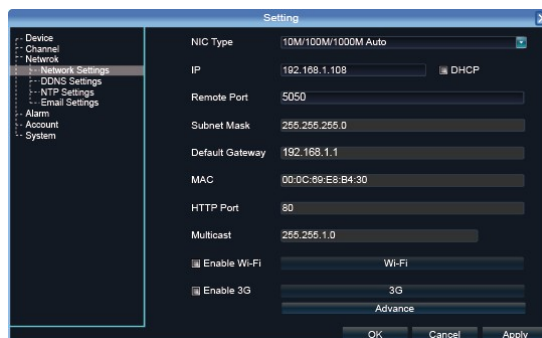 Setting
X
Device
Channel
Netwrok
Network Settings
DDNS Settings
NTP Settings
Email Settings
Alarm
Account
System
NIC Type 10M/100M/1000M Auto
IP 192.168.1.108 DHCP
Remote Port 5050
Subnet Mask 255.255.255.0
Default Gateway 192.168.1.1
MAC 00:0C:69:E8:B4:30
HTTP Port 80
Multicast 255.255.1.0
Enable Wi-Fi Wi-Fi
Enable 3G 3G
Advance
OK Cancel Apply